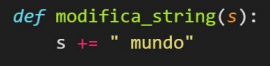 def modifica_string(s):
    s += " mundo"